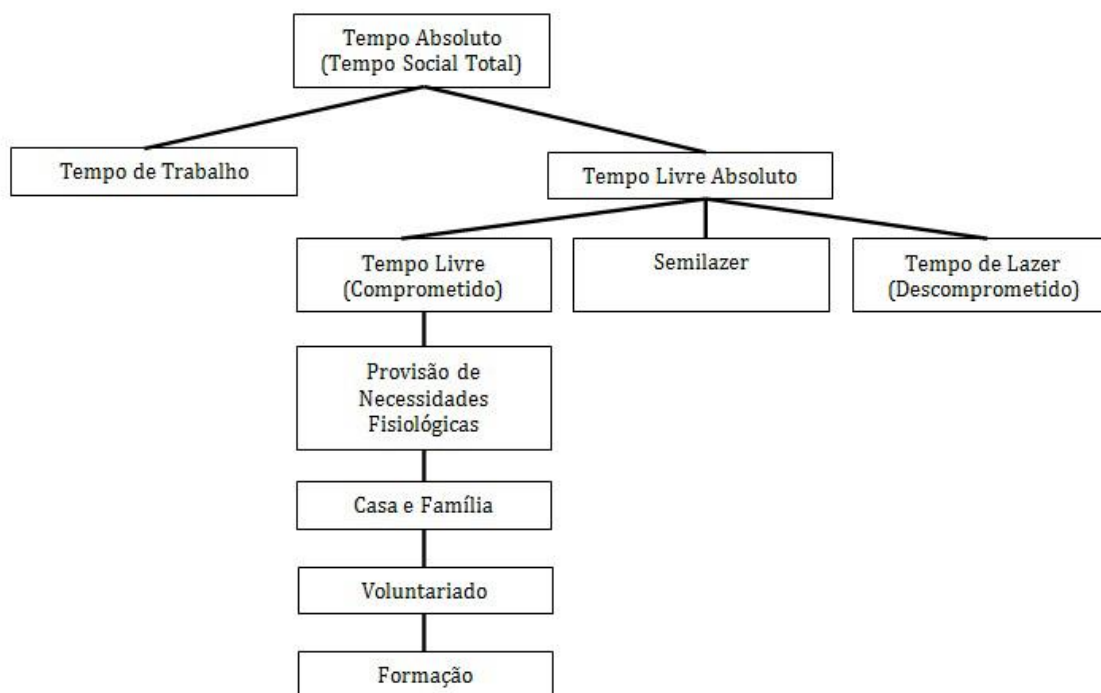 Tempo Absoluto
(Tempo Social Total)
Tempo de Trabalho
Tempo Livre Absoluto
Tempo Livre
(Comprometido)
Semilazer
Tempo de Lazer
(Descomprometido)
Provisão de
Necessidades
Fisiológicas
Casa e Família
Voluntariado
Formação